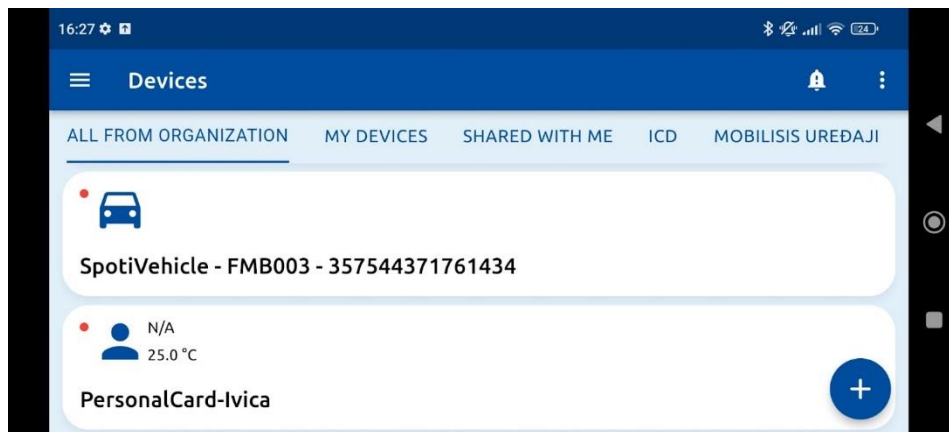 16:27
24
Devices
ALL FROM ORGANIZATION MY DEVICES SHARED WITH ME ICD MOBILISIS UREĐAJI
SpotiVehicle - FMB003 - 357544371761434
N/A
25.0 °C
PersonalCard-Ivica